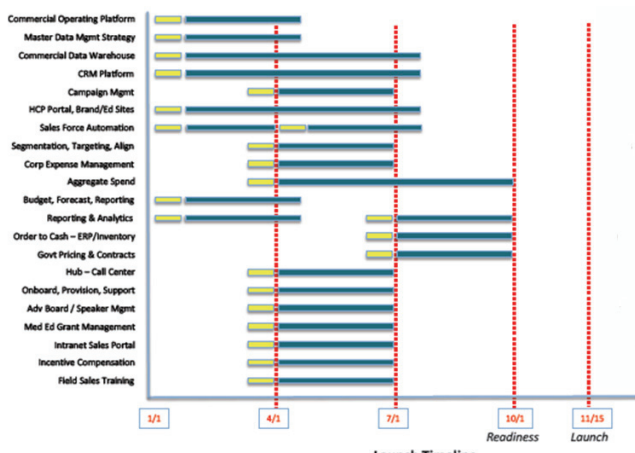 Commercial Operating Platform
Master Data Mgmt Strategy
Commercial Data Warehouse
CRM Platform
Campaign Mgmt
HCP Portal, Brand/Ed Sites
Sales Force Automation
Segmentation, Targeting, Align
Corp Expense Management
Aggregate Spend
Budget, Forecast, Reporting
Reporting & Analytics
Order to Cash – ERP/Inventory
Govt Pricing & Contracts
Hub – Call Center
Onboard, Provision, Support
Adv Board / Speaker Mgmt
Med Ed Grant Management
Intranet Sales Portal
Incentive Compensation
Field Sales Training
1/1 4/1 7/1 10/1 11/15
Readiness Launch
Launch Timeline